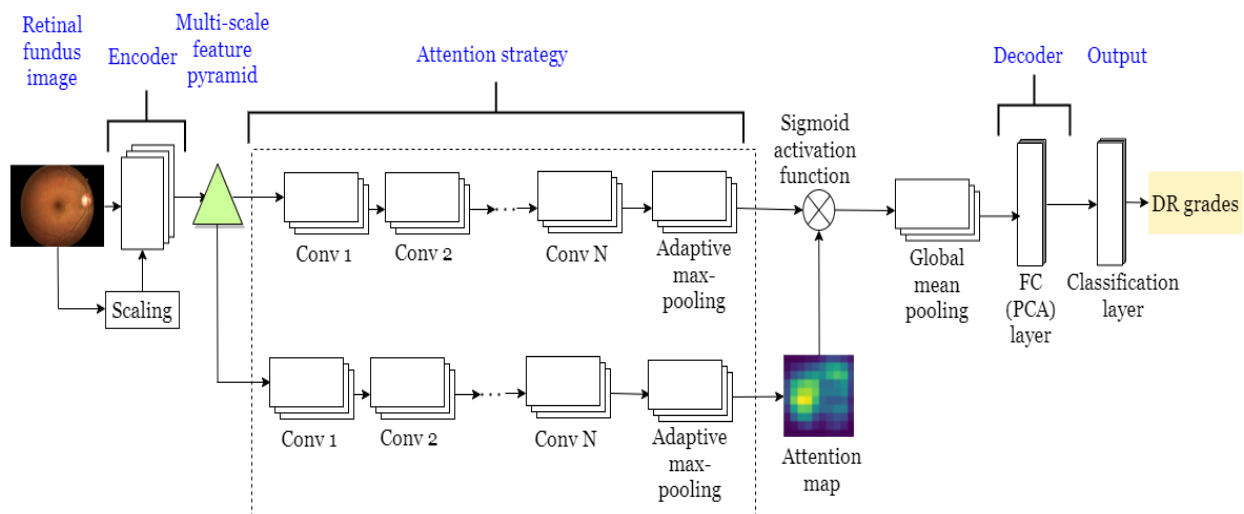 Retinal
fundus
image
Encoder
Multi-scale
feature
pyramid
Attention strategy
Decoder
Output
Sigmoid
activation
function
Scaling
Conv 1
Conv 2
...
Conv N
Adaptive
max-
pooling
Global
mean
pooling
FC
(PCA)
layer
Classification
layer
DR grades
Conv 1
Conv 2
...
Conv N
Adaptive
max-
pooling
Attention
map